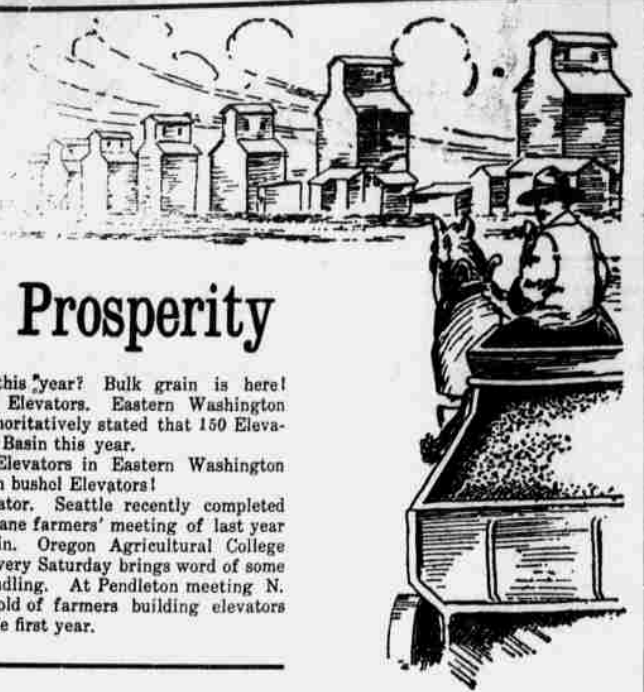 Prosperity
this year? Bulk grain is here!
Elevators. Eastern Washington
horitatively stated that 150 Eleva-
Basin this year.
Elevators in Eastern Washington
n bushel Elevators!
ator. Seattle recently completed
ane farmers' meeting of last year
in. Oregon Agricultural College
very Saturday brings word of some
dling. At Pendleton meeting N.
old of farmers building elevators
e first year.